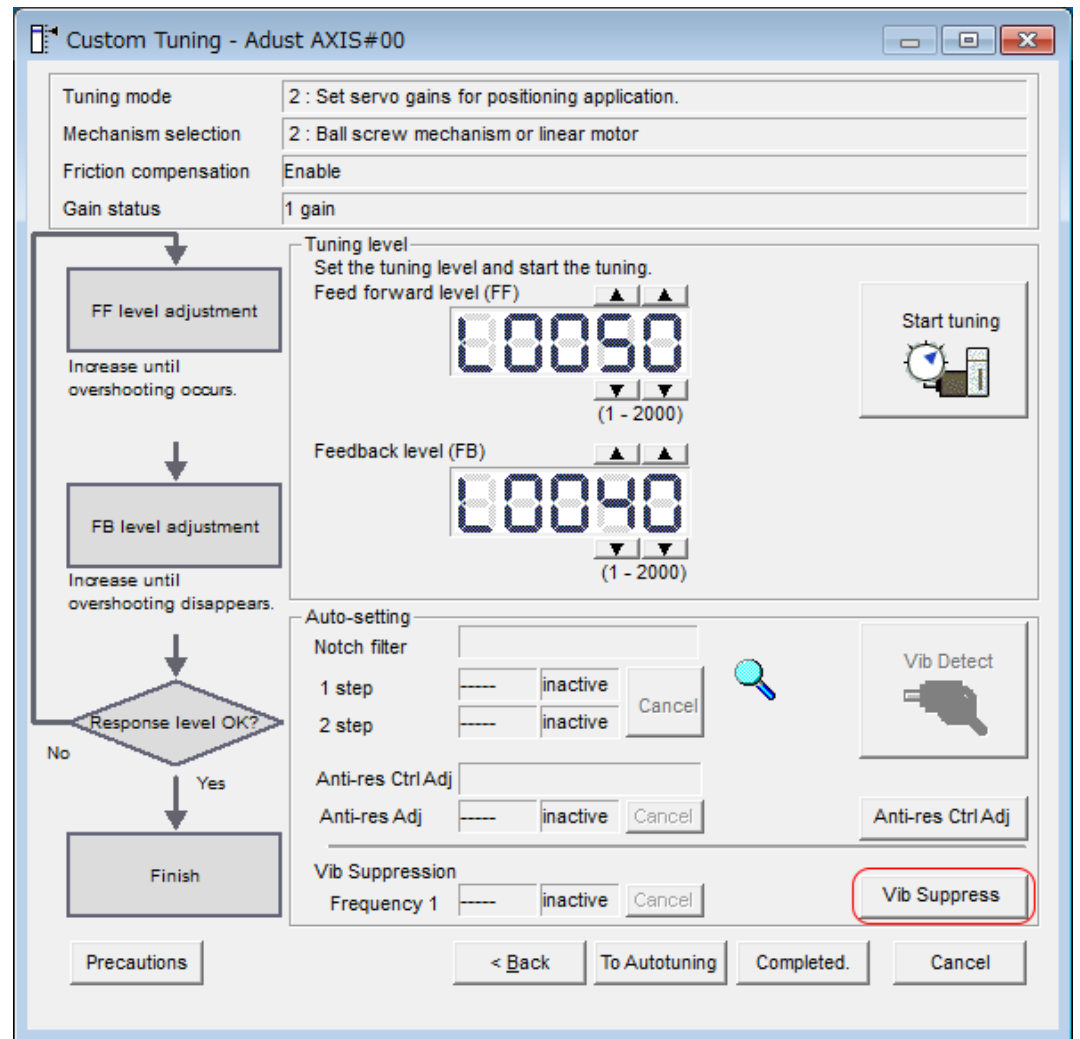 Custom Tuning - Adust AXIS#00
Tuning mode 2 : Set servo gains for positioning application.
Mechanism selection 2 : Ball screw mechanism or linear motor
Friction compensation Enable
Gain status 1 gain
FF level adjustment
Increase until
overshooting occurs.
FB level adjustment
Increase until
overshooting disappears.
Response level OK?
No
Yes
Finish
Tuning level
Set the tuning level and start the tuning.
Feed forward level (FF)
L0050
(1 - 2000)
Feedback level (FB)
L0040
(1 - 2000)
Start tuning
Auto-setting
Notch filter
1 step ----- inactive
2 step ----- inactive
Cancel
Vib Detect
Anti-res Ctrl Adj
Anti-res Adj ----- inactive Cancel
Anti-res Ctrl Adj
Vib Suppression
Frequency 1 ----- inactive Cancel
Vib Suppress
Precautions
< Back
To Autotuning
Completed.
Cancel